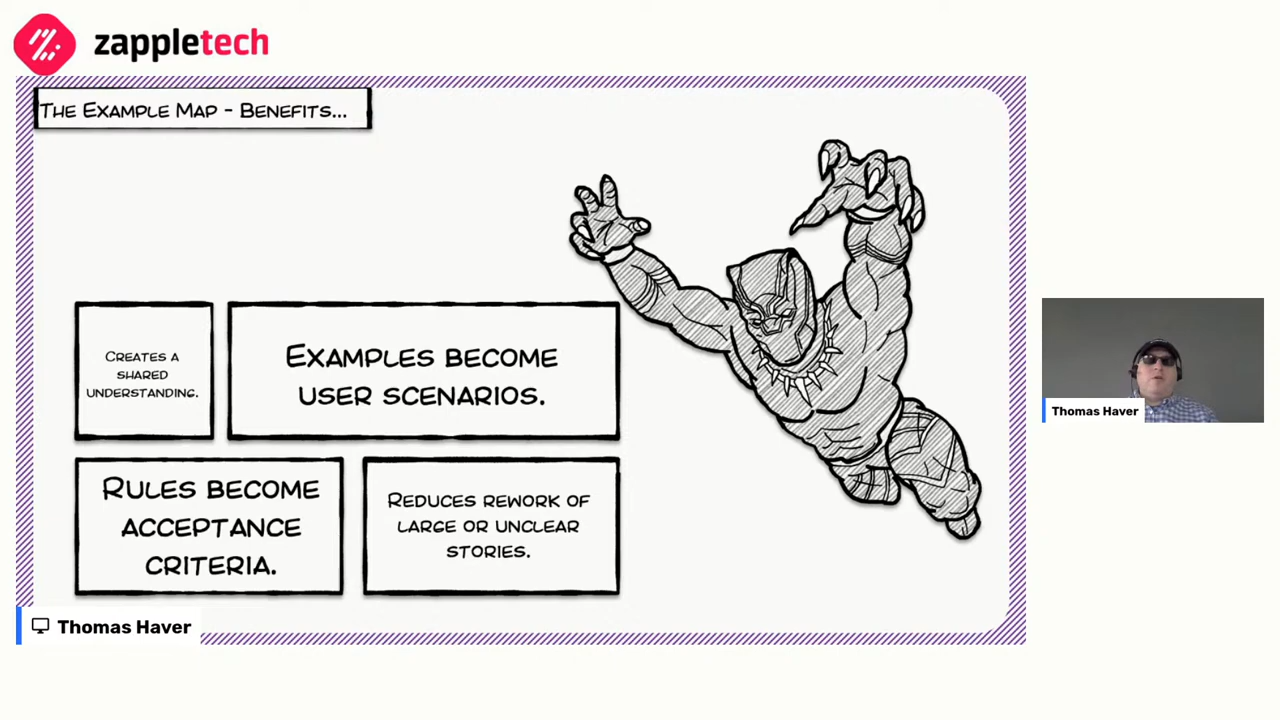 zappletech
The Example Map - Benefits...
Creates a
shared
understanding.
Examples become
user scenarios.
Rules become
acceptance
criteria.
Reduces rework of
large or unclear
stories.
Thomas Haver
Thomas Haver